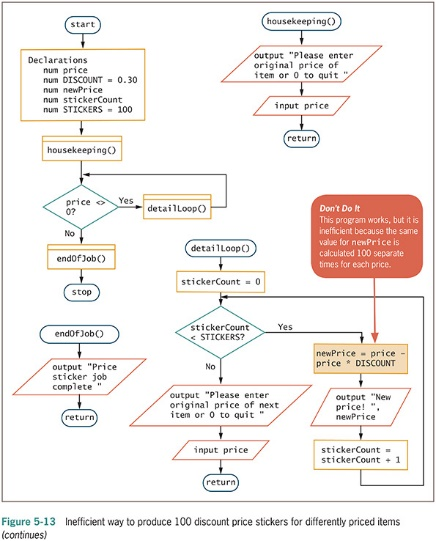 start
Declarations
num price
num DISCOUNT = 0.30
num newPrice
num stickerCount
num STICKERS = 100
housekeeping()
price <>
0?
Yes
detailLoop()
No
endOfJob()
stop
housekeeping()
output "Please enter
original price of
item or 0 to quit "
input price
return
Don't Do It
This program works, but it is
inefficient because the same
value for newPrice is
calculated 100 separate
times for each price.
detailLoop()
stickerCount = 0
stickerCount
< STICKERS?
Yes
newPrice = price -
price * DISCOUNT
output "New
price! ",
newPrice
stickerCount =
stickerCount + 1
No
output "Please enter
original price of next
item or 0 to quit "
input price
return
endOfJob()
output "Price
sticker job
complete "
return
Figure 5-13 Inefficient way to produce 100 discount price stickers for differently priced items
(continues)